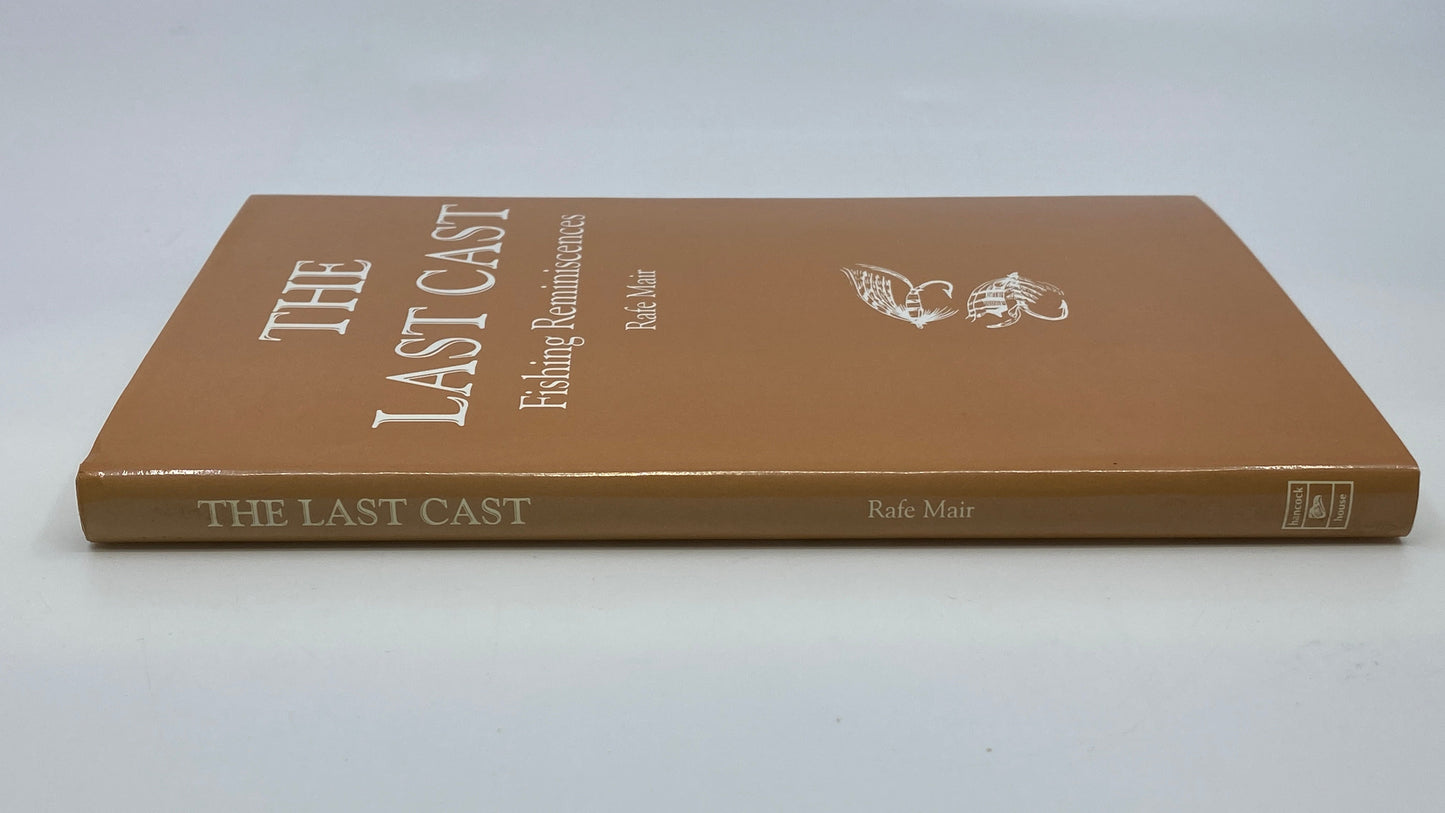 THE
LAST CAST
Fishing Reminiscences
Rafe Mair
THE LAST CAST
Rafe Mair
hancock
house